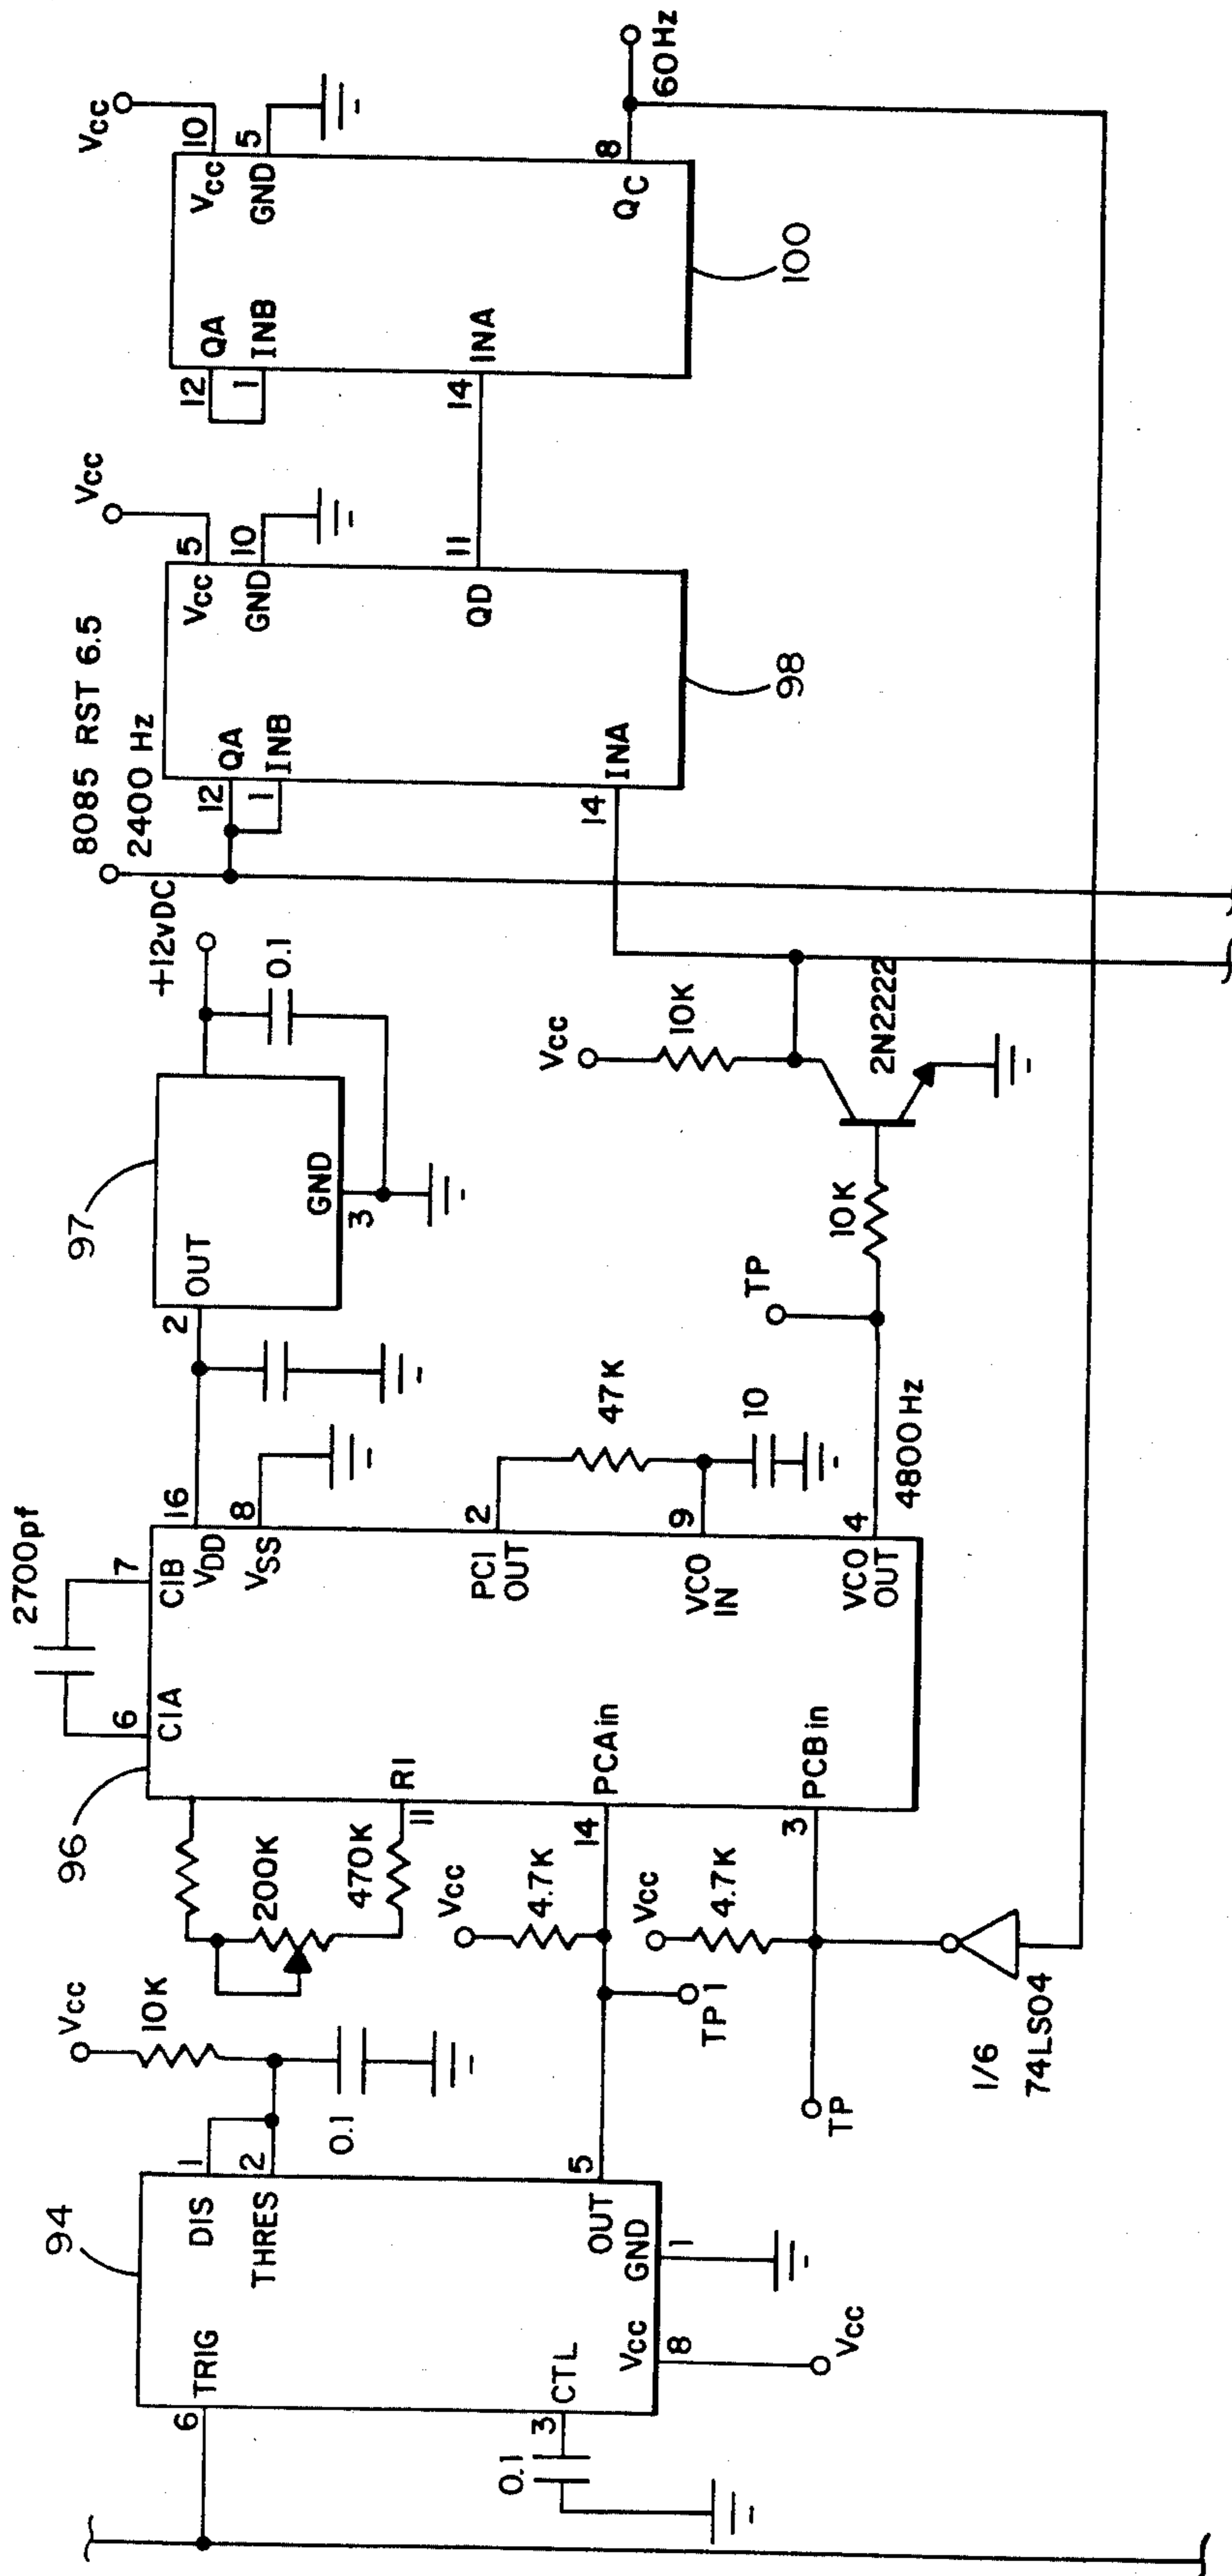 94
TRIG
6
DIS
1
THRES
2
CTL
3
0.1
Vcc
8
Vcc
GND
1
OUT
5
Vcc
10K
0.1
TP 1
Vcc
4.7K
200K
470K
96
2700pf
6
CIA
7
CIB
RI
11
PCAin
14
PCBin
3
Vcc
4.7K
TP
1/6
74LS04
16
VDD
8
VSS
2
PCI
OUT
9
VCO
IN
4
VCO
OUT
4800Hz
47K
10
97
2
OUT
GND
3
+12vDC
0.1
TP
10K
Vcc
10K
2N2222
8085 RST 6.5
2400 Hz
12
QA
1
INB
14
INA
5
Vcc
10
GND
11
QD
Vcc
98
12
QA
1
INB
14
INA
10
Vcc
5
GND
8
QC
Vcc
60Hz
100